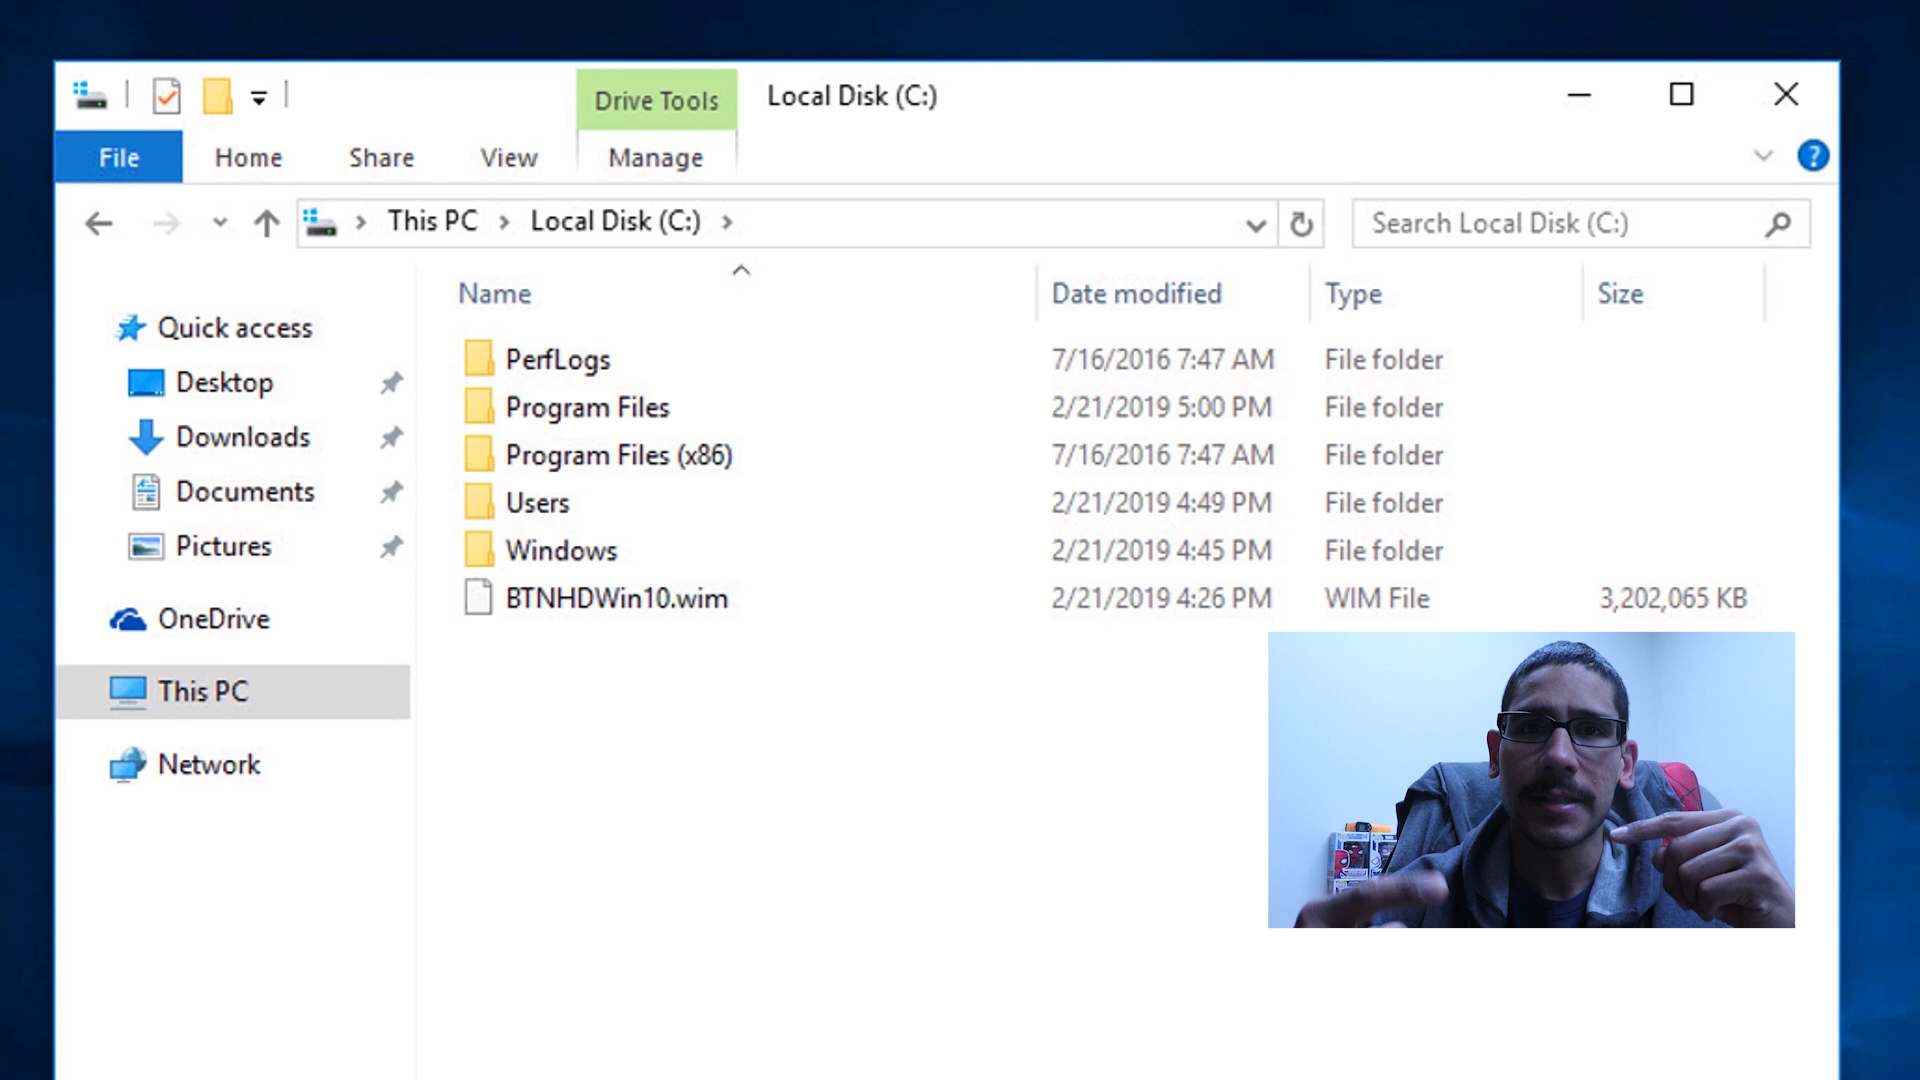 Drive Tools Local Disk (C:)
File Home Share View Manage ?
› This PC › Local Disk (C:) › Search Local Disk (C:)
Name Date modified Type Size
Quick access
Desktop
Downloads
Documents
Pictures
OneDrive
This PC
Network
PerfLogs 7/16/2016 7:47 AM File folder
Program Files 2/21/2019 5:00 PM File folder
Program Files (x86) 7/16/2016 7:47 AM File folder
Users 2/21/2019 4:49 PM File folder
Windows 2/21/2019 4:45 PM File folder
BTNHDWin10.wim 2/21/2019 4:26 PM WIM File 3,202,065 KB